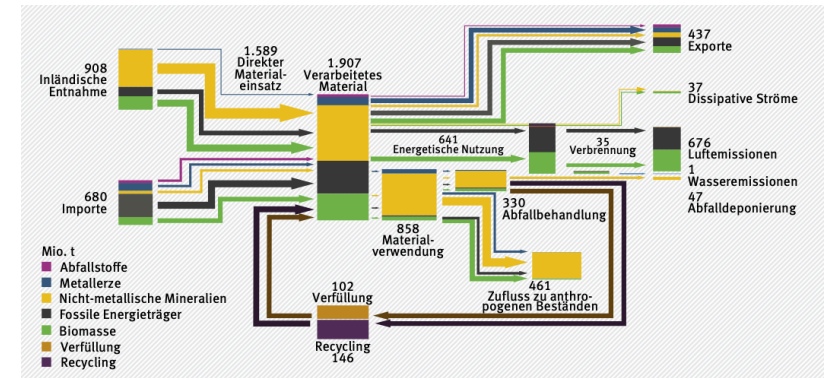 908
Inländische
Entnahme
1.589
Direkter
Material-
einsatz
1.907
Verarbeitetes
Material
437
Exporte
37
Dissipative Ströme
641
Energetische Nutzung
35
Verbrennung
676
Luftemissionen
1
Wasseremissionen
47
Abfalldeponierung
680
Importe
330
Abfallbehandlung
858
Material-
verwendung
461
Zufluss zu anthro-
pogenen Beständen
102
Verfüllung
Recycling
146
Mio. t
Abfallstoffe
Metallerze
Nicht-metallische Mineralien
Fossile Energieträger
Biomasse
Verfüllung
Recycling